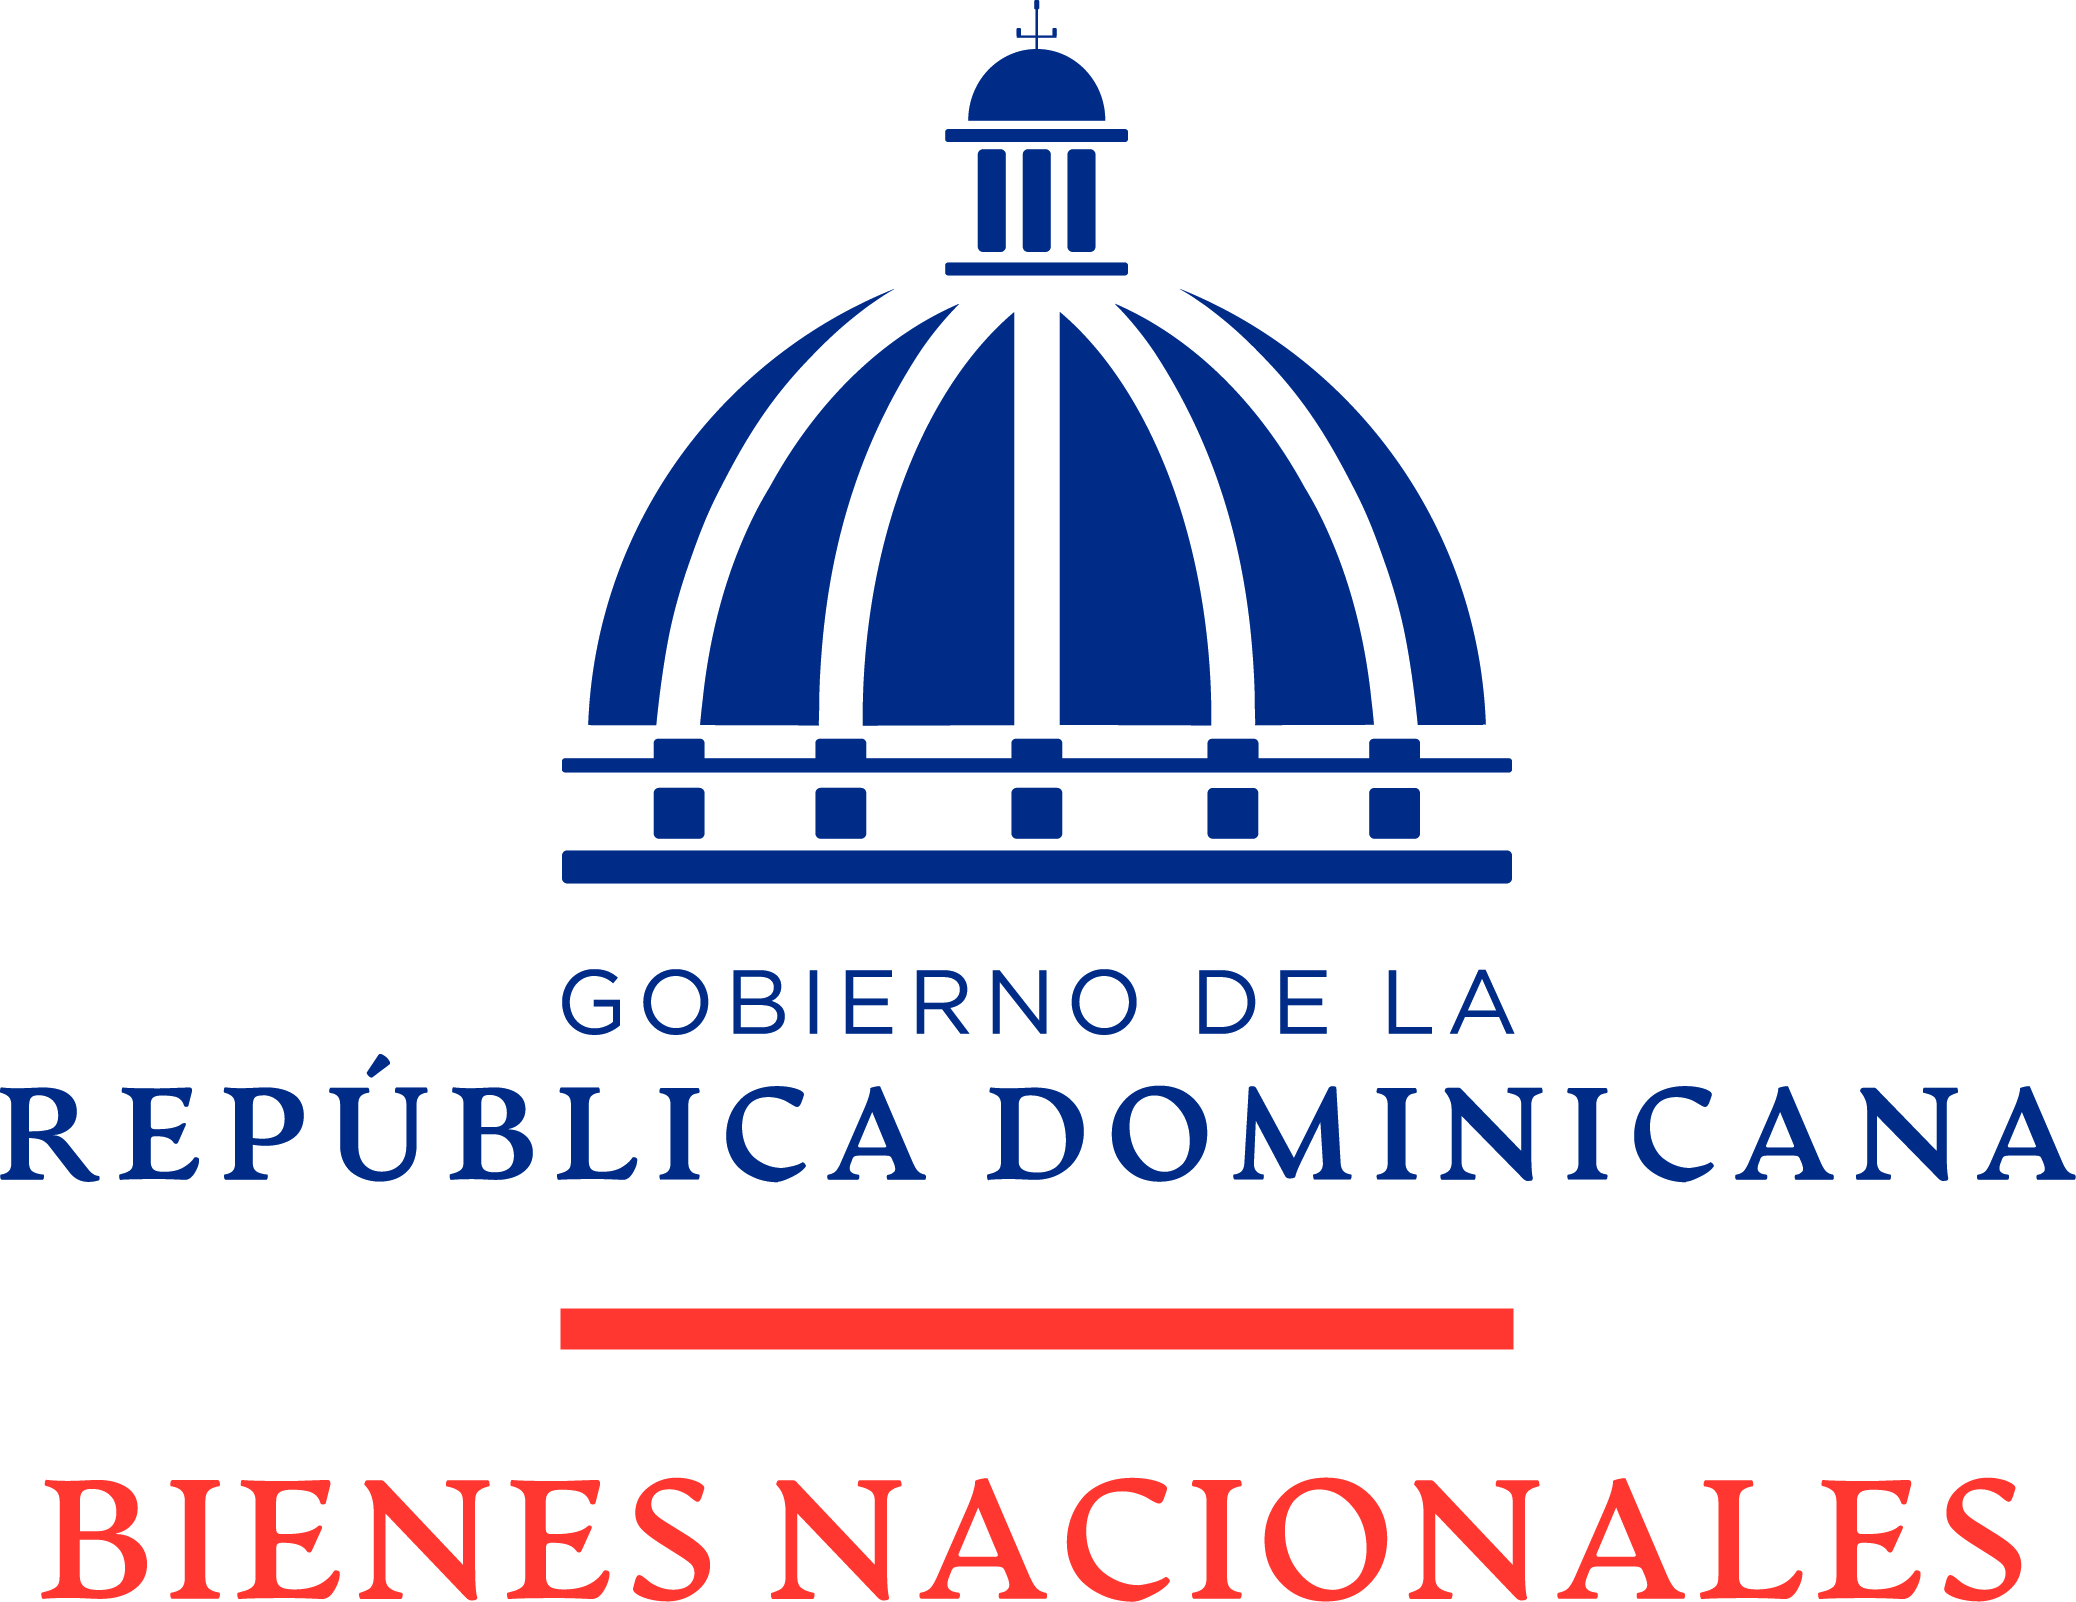 GOBIERNO DE LA
REPÚBLICA DOMINICANA
BIENES NACIONALES